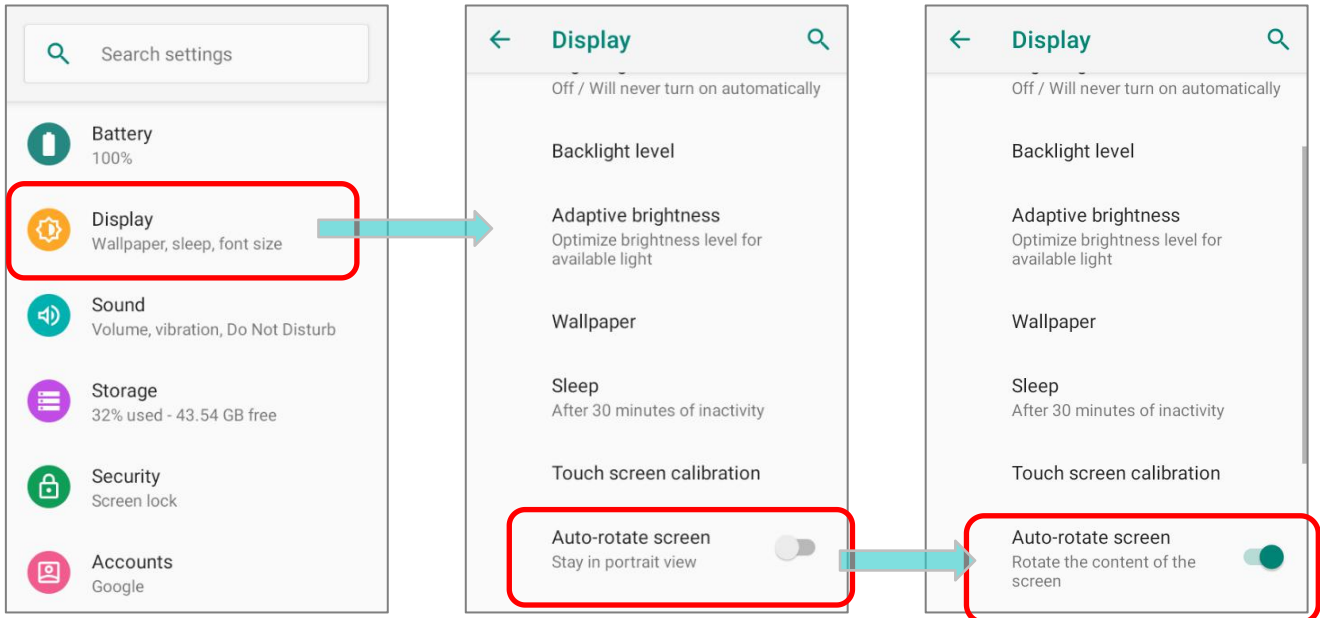 Search settings
Battery
100%
Display
Wallpaper, sleep, font size
Sound
Volume, vibration, Do Not Disturb
Storage
32% used - 43.54 GB free
Security
Screen lock
Accounts
Google
Display
Off / Will never turn on automatically
Backlight level
Adaptive brightness
Optimize brightness level for
available light
Wallpaper
Sleep
After 30 minutes of inactivity
Touch screen calibration
Auto-rotate screen
Stay in portrait view
Display
Off / Will never turn on automatically
Backlight level
Adaptive brightness
Optimize brightness level for
available light
Wallpaper
Sleep
After 30 minutes of inactivity
Touch screen calibration
Auto-rotate screen
Rotate the content of the
screen